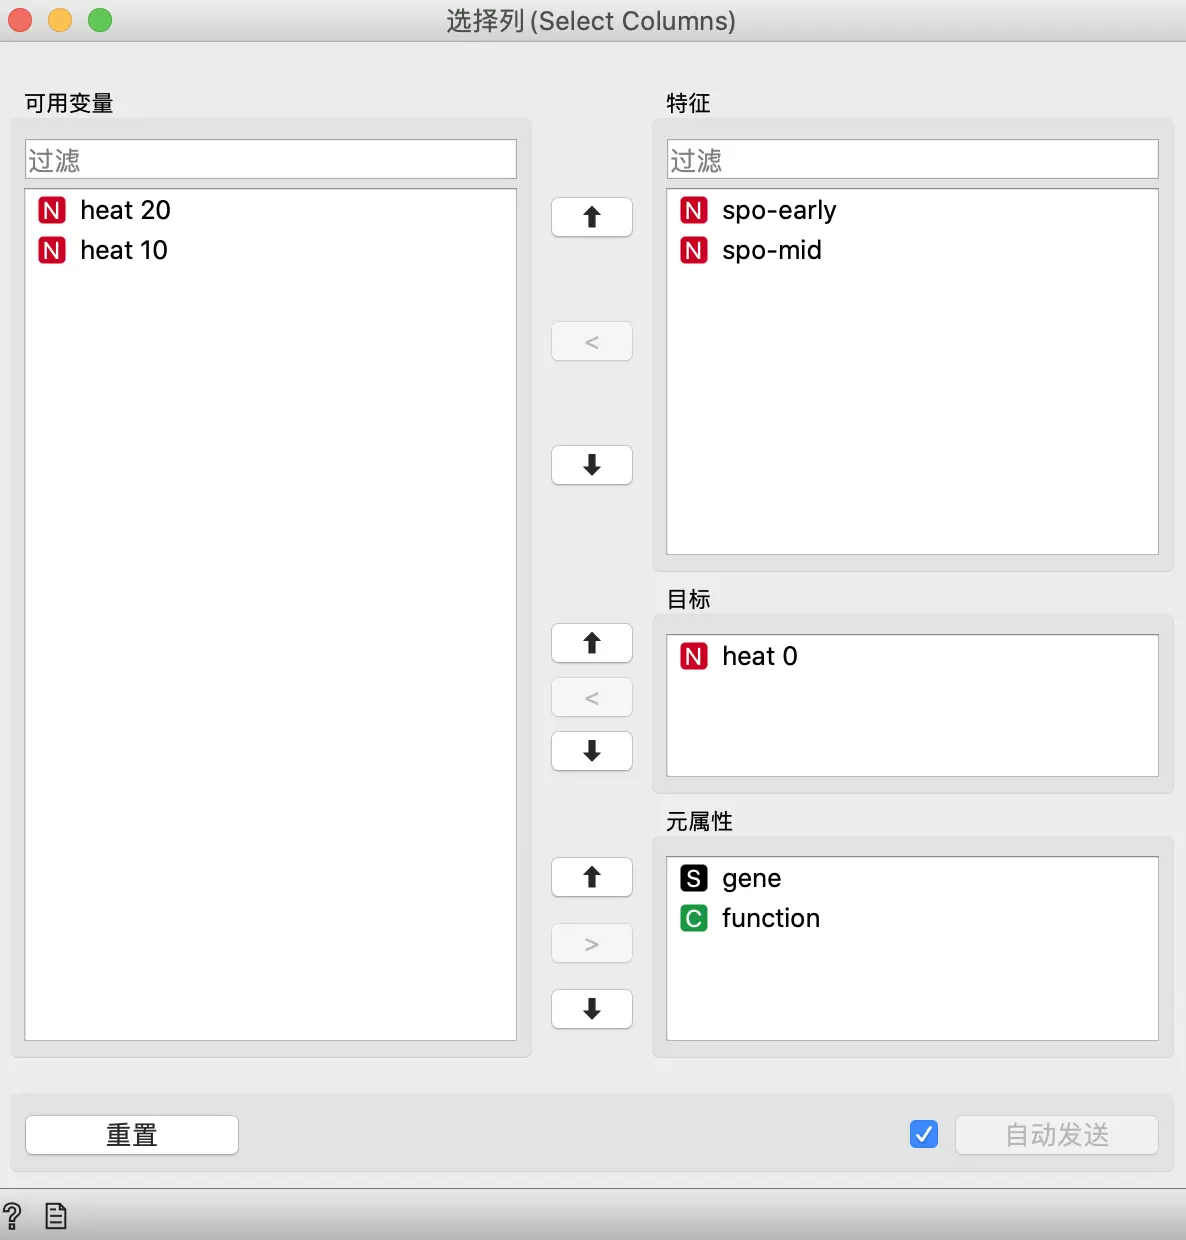 选择列 (Select Columns)
可用变量
过滤
N heat 20
N heat 10
<
特征
过滤
N spo-early
N spo-mid
目标
N heat 0
<
元属性
S gene
C function
>
重置
自动发送
?